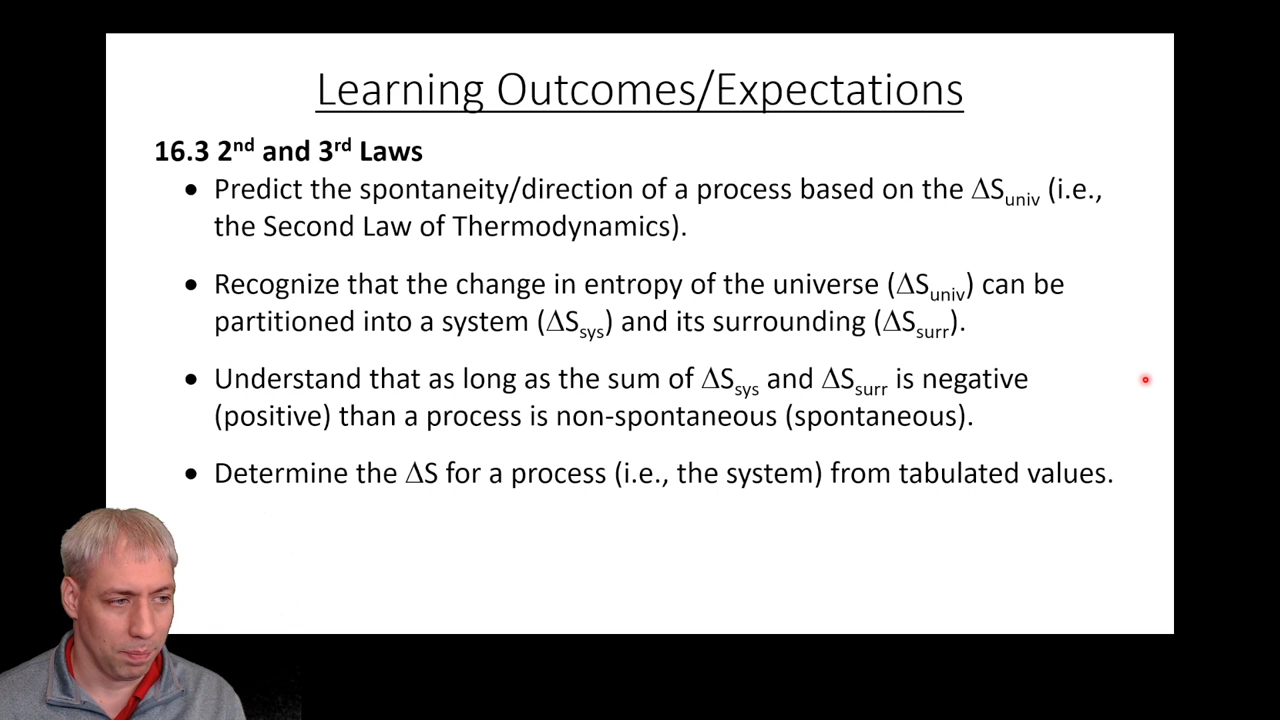 Learning Outcomes/Expectations
16.3 2nd and 3rd Laws
• Predict the spontaneity/direction of a process based on the ΔSuniv (i.e.,
the Second Law of Thermodynamics).
• Recognize that the change in entropy of the universe (ΔSuniv) can be
partitioned into a system (ΔSsys) and its surrounding (ΔSsurr).
• Understand that as long as the sum of ΔSsys and ΔSsurr is negative
(positive) than a process is non-spontaneous (spontaneous).
• Determine the ΔS for a process (i.e., the system) from tabulated values.